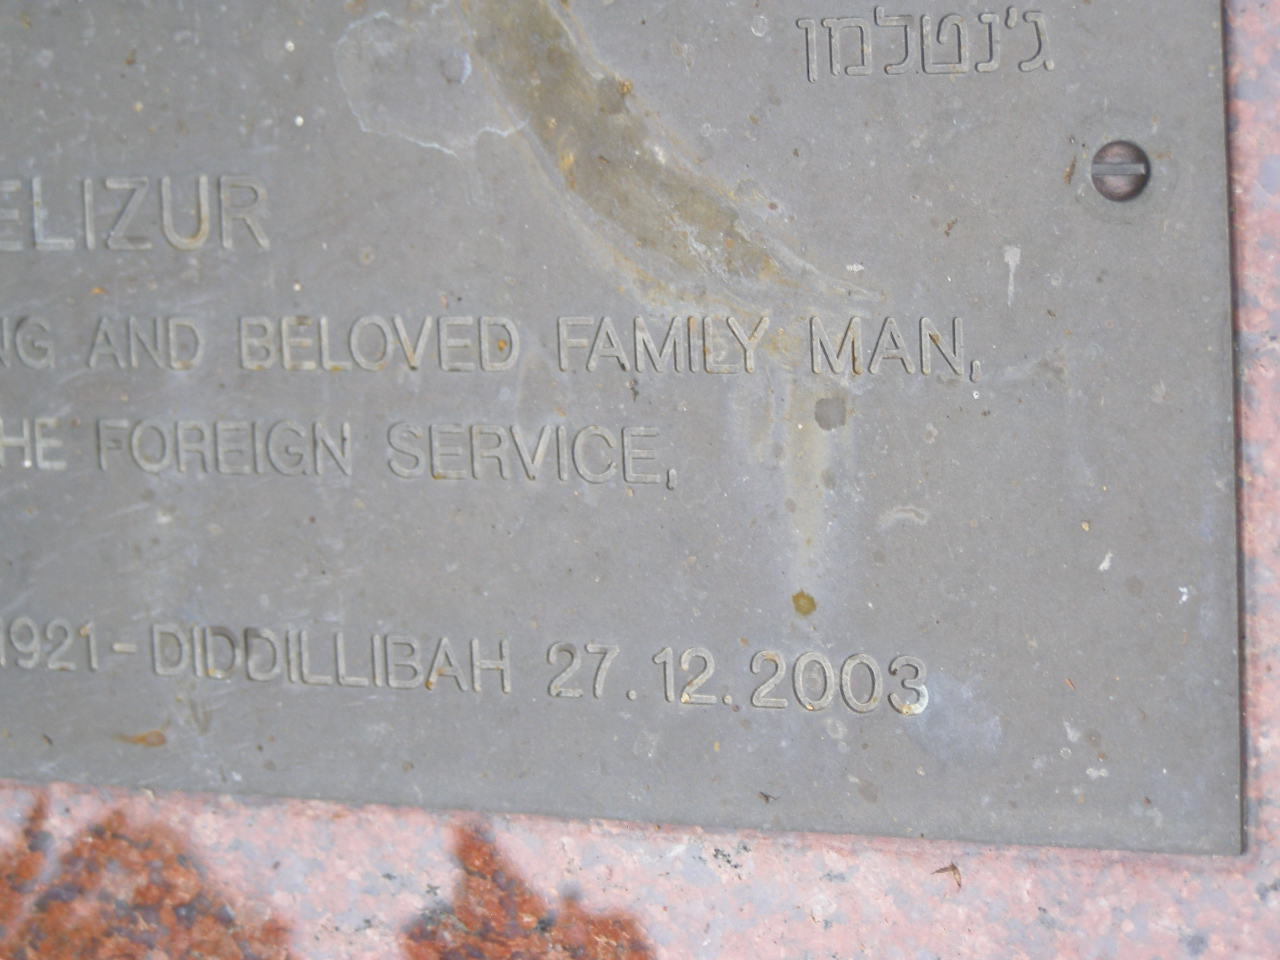 ג'נטלמן
ELIZUR
NG AND BELOVED FAMILY MAN,
HE FOREIGN SERVICE,
1921 - DIDDILLIBAH 27.12.2003